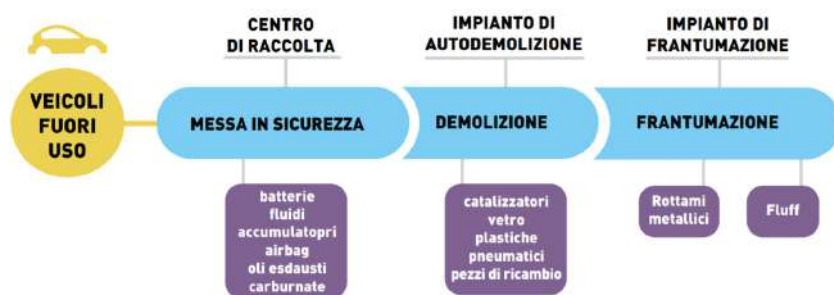 CENTRO
DI RACCOLTA
IMPIANTO DI
AUTODEMOLIZIONE
IMPIANTO DI
FRANTUMAZIONE
VEICOLI
FUORI
USO
MESSA IN SICUREZZA
DEMOLIZIONE
FRANTUMAZIONE
batterie
fluidi
accumulatopri
airbag
oli esdausti
carburnate
catalizzatori
vetro
plastiche
pneumatici
pezzi di ricambio
Rottami
metallici
Fluff